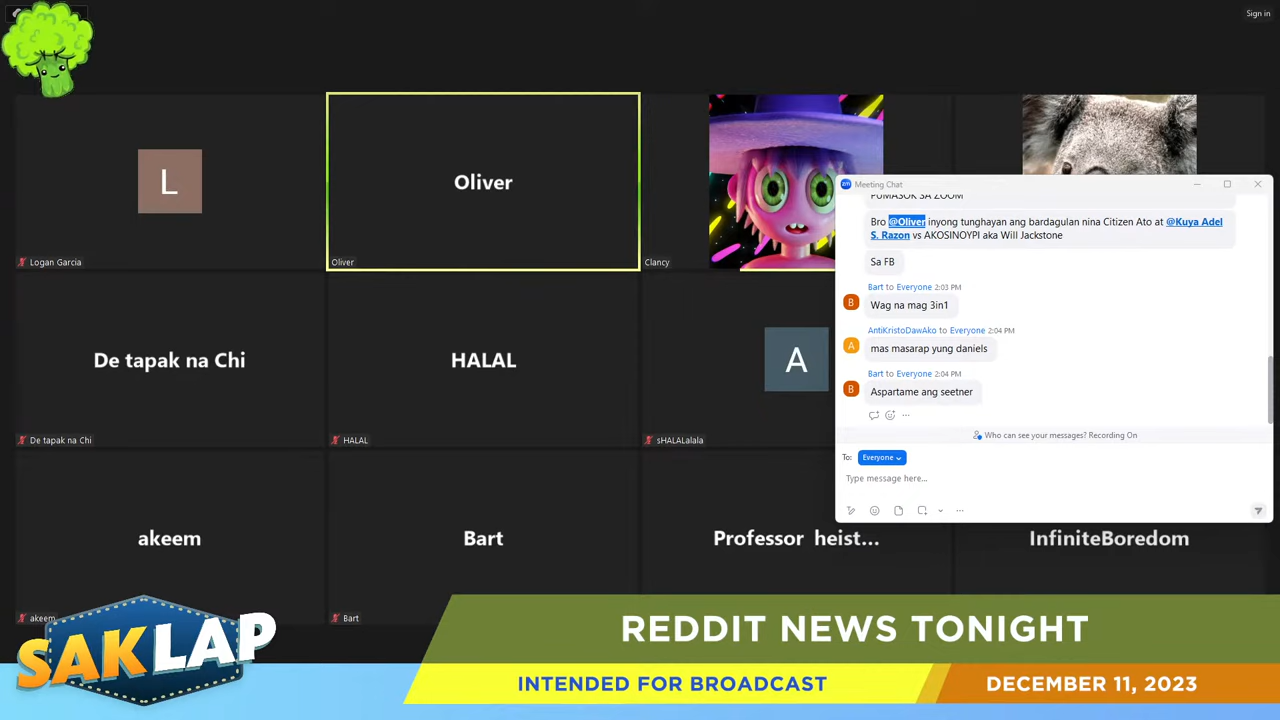 Sign in
L
Logan Garcia
Oliver
Oliver
Clancy
De tapak na Chi
De tapak na Chi
HALAL
HALAL
A
sHALALalala
akeem
akeem
Bart
Bart
Professor heist...
InfiniteBoredom
zm Meeting Chat
PUMASOK SA ZOOM
Bro @Oliver inyong tunghayan ang bardagulan nina Citizen Ato at @Kuya Adel
S. Razon vs AKOSINOYPI aka Will Jackstone
Sa FB
Bart to Everyone 2:03 PM
B
Wag na mag 3in1
AntiKristoDawAko to Everyone 2:04 PM
A
mas masarap yung daniels
Bart to Everyone 2:04 PM
B
Aspartame ang seetner
Who can see your messages? Recording On
To: Everyone
Type message here...
SAKLAP
REDDIT NEWS TONIGHT
INTENDED FOR BROADCAST
DECEMBER 11, 2023